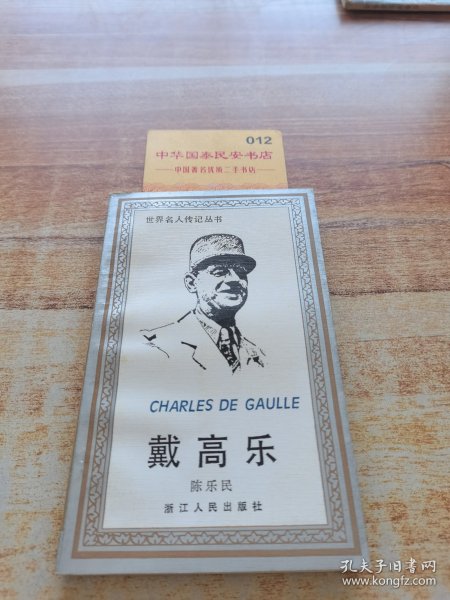 012
中华国泰民安书店
中国著名优质二手书店
世界名人传记丛书
CHARLES DE GAULLE
戴高乐
陈乐民
浙江人民出版社
孔夫子旧书网
www.kongfz.com